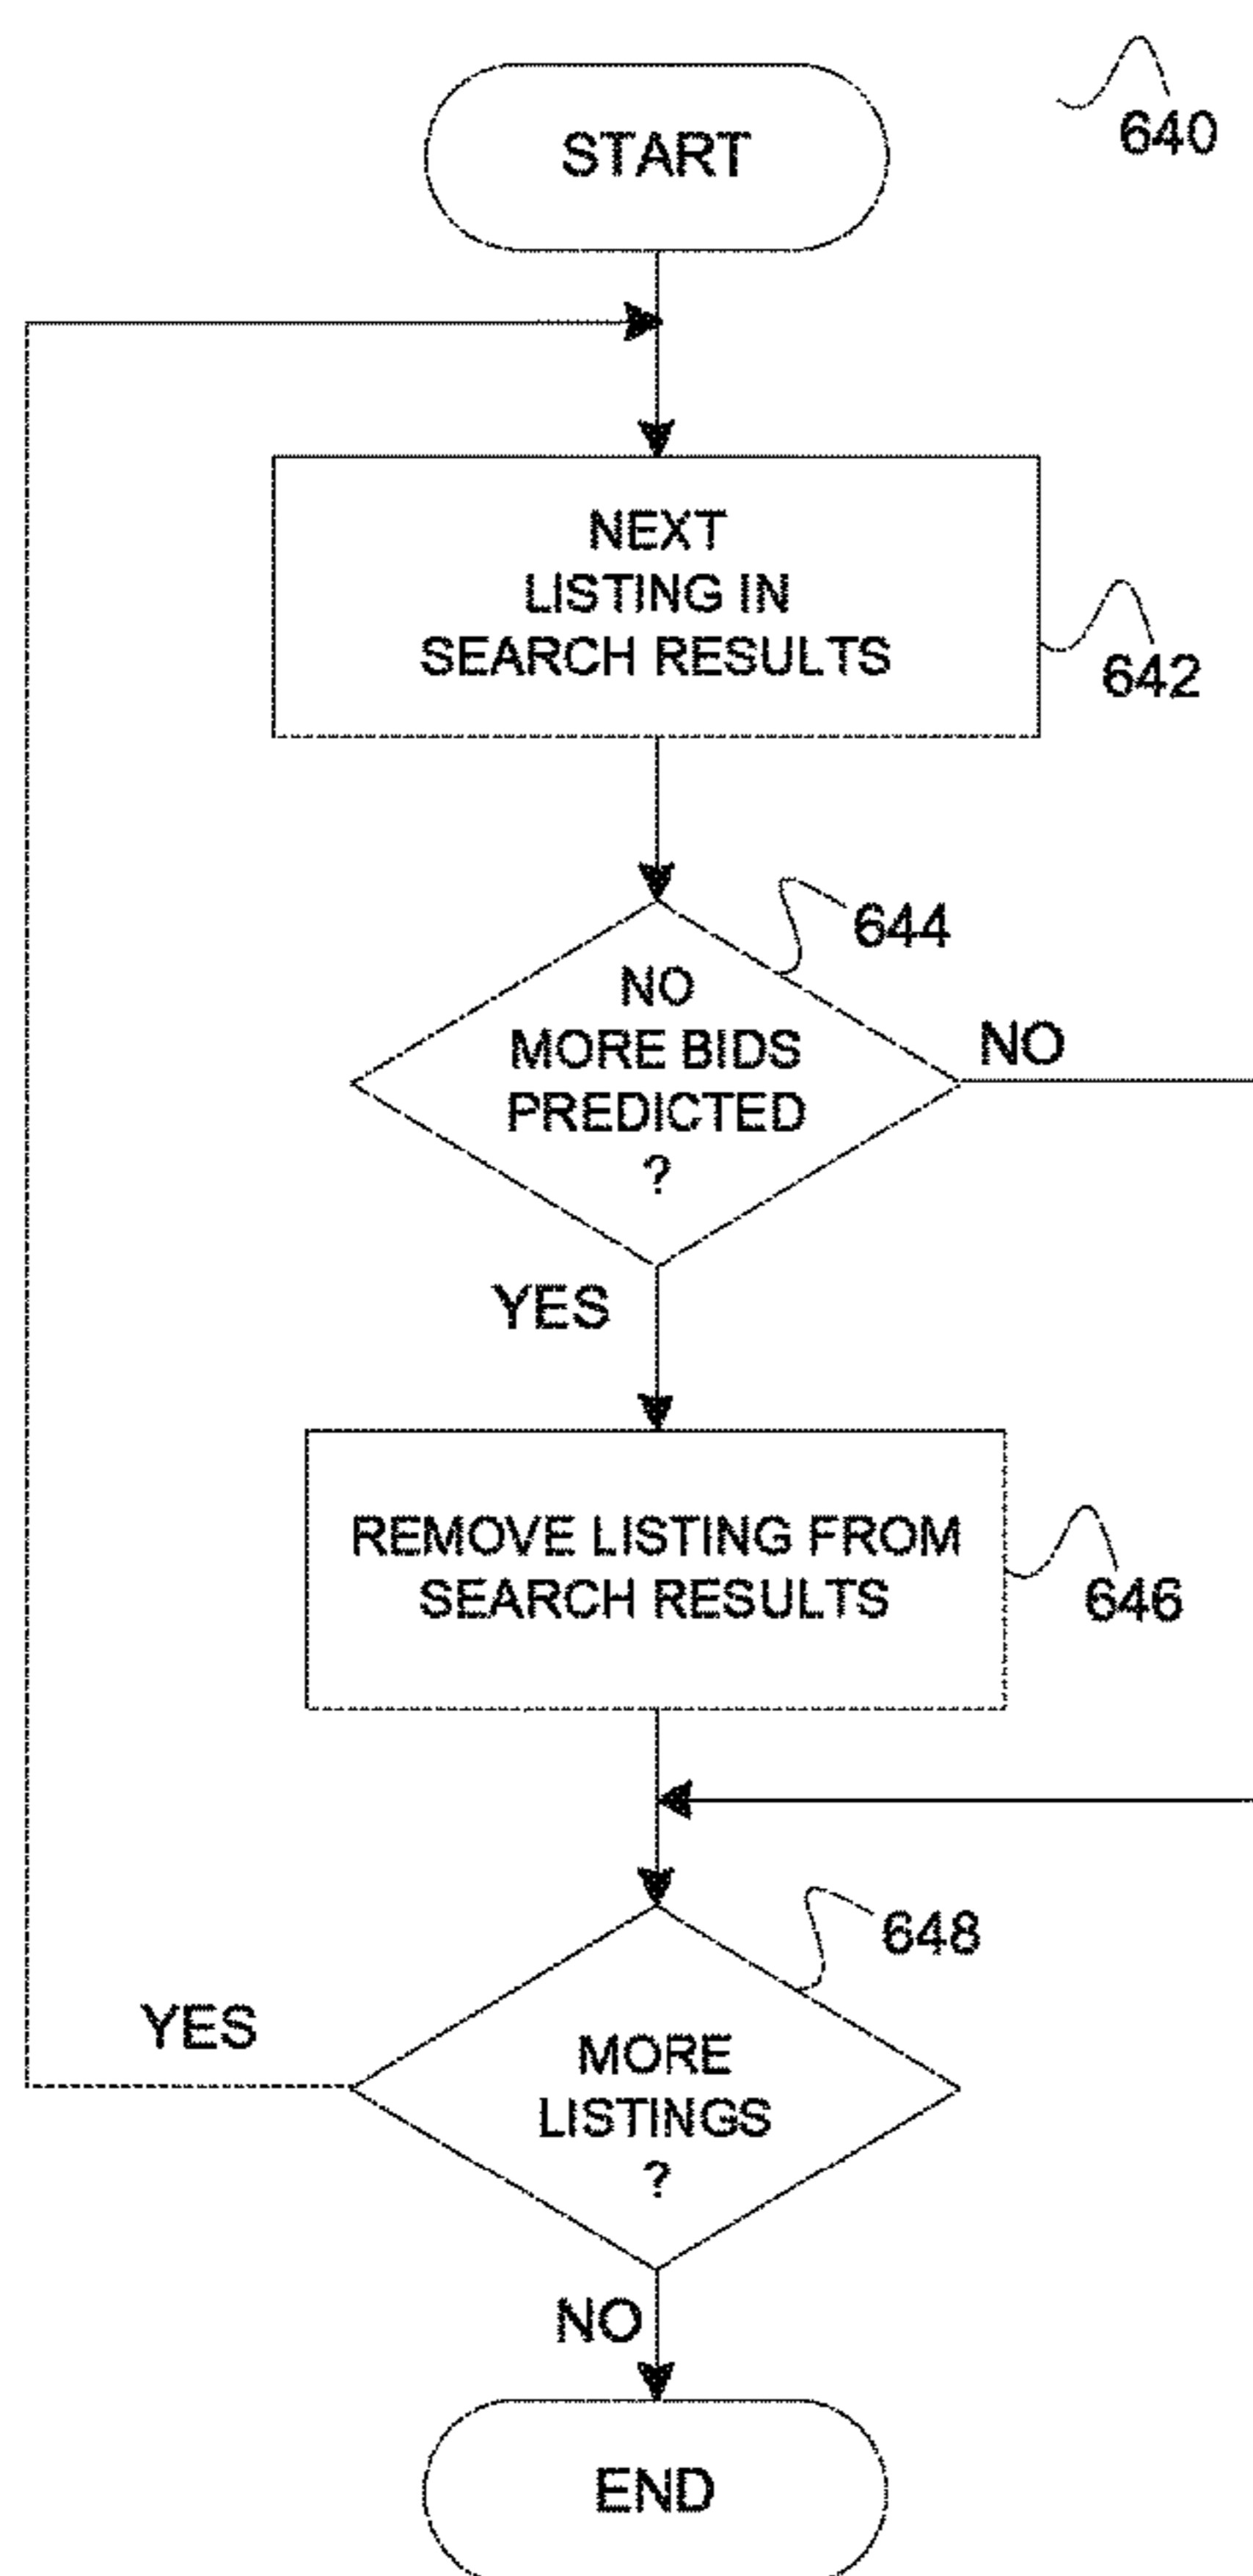 640
START
NEXT
LISTING IN
SEARCH RESULTS
642
644
NO
MORE BIDS
PREDICTED
?
NO
YES
REMOVE LISTING FROM
SEARCH RESULTS
646
648
MORE
LISTINGS
?
YES
NO
END